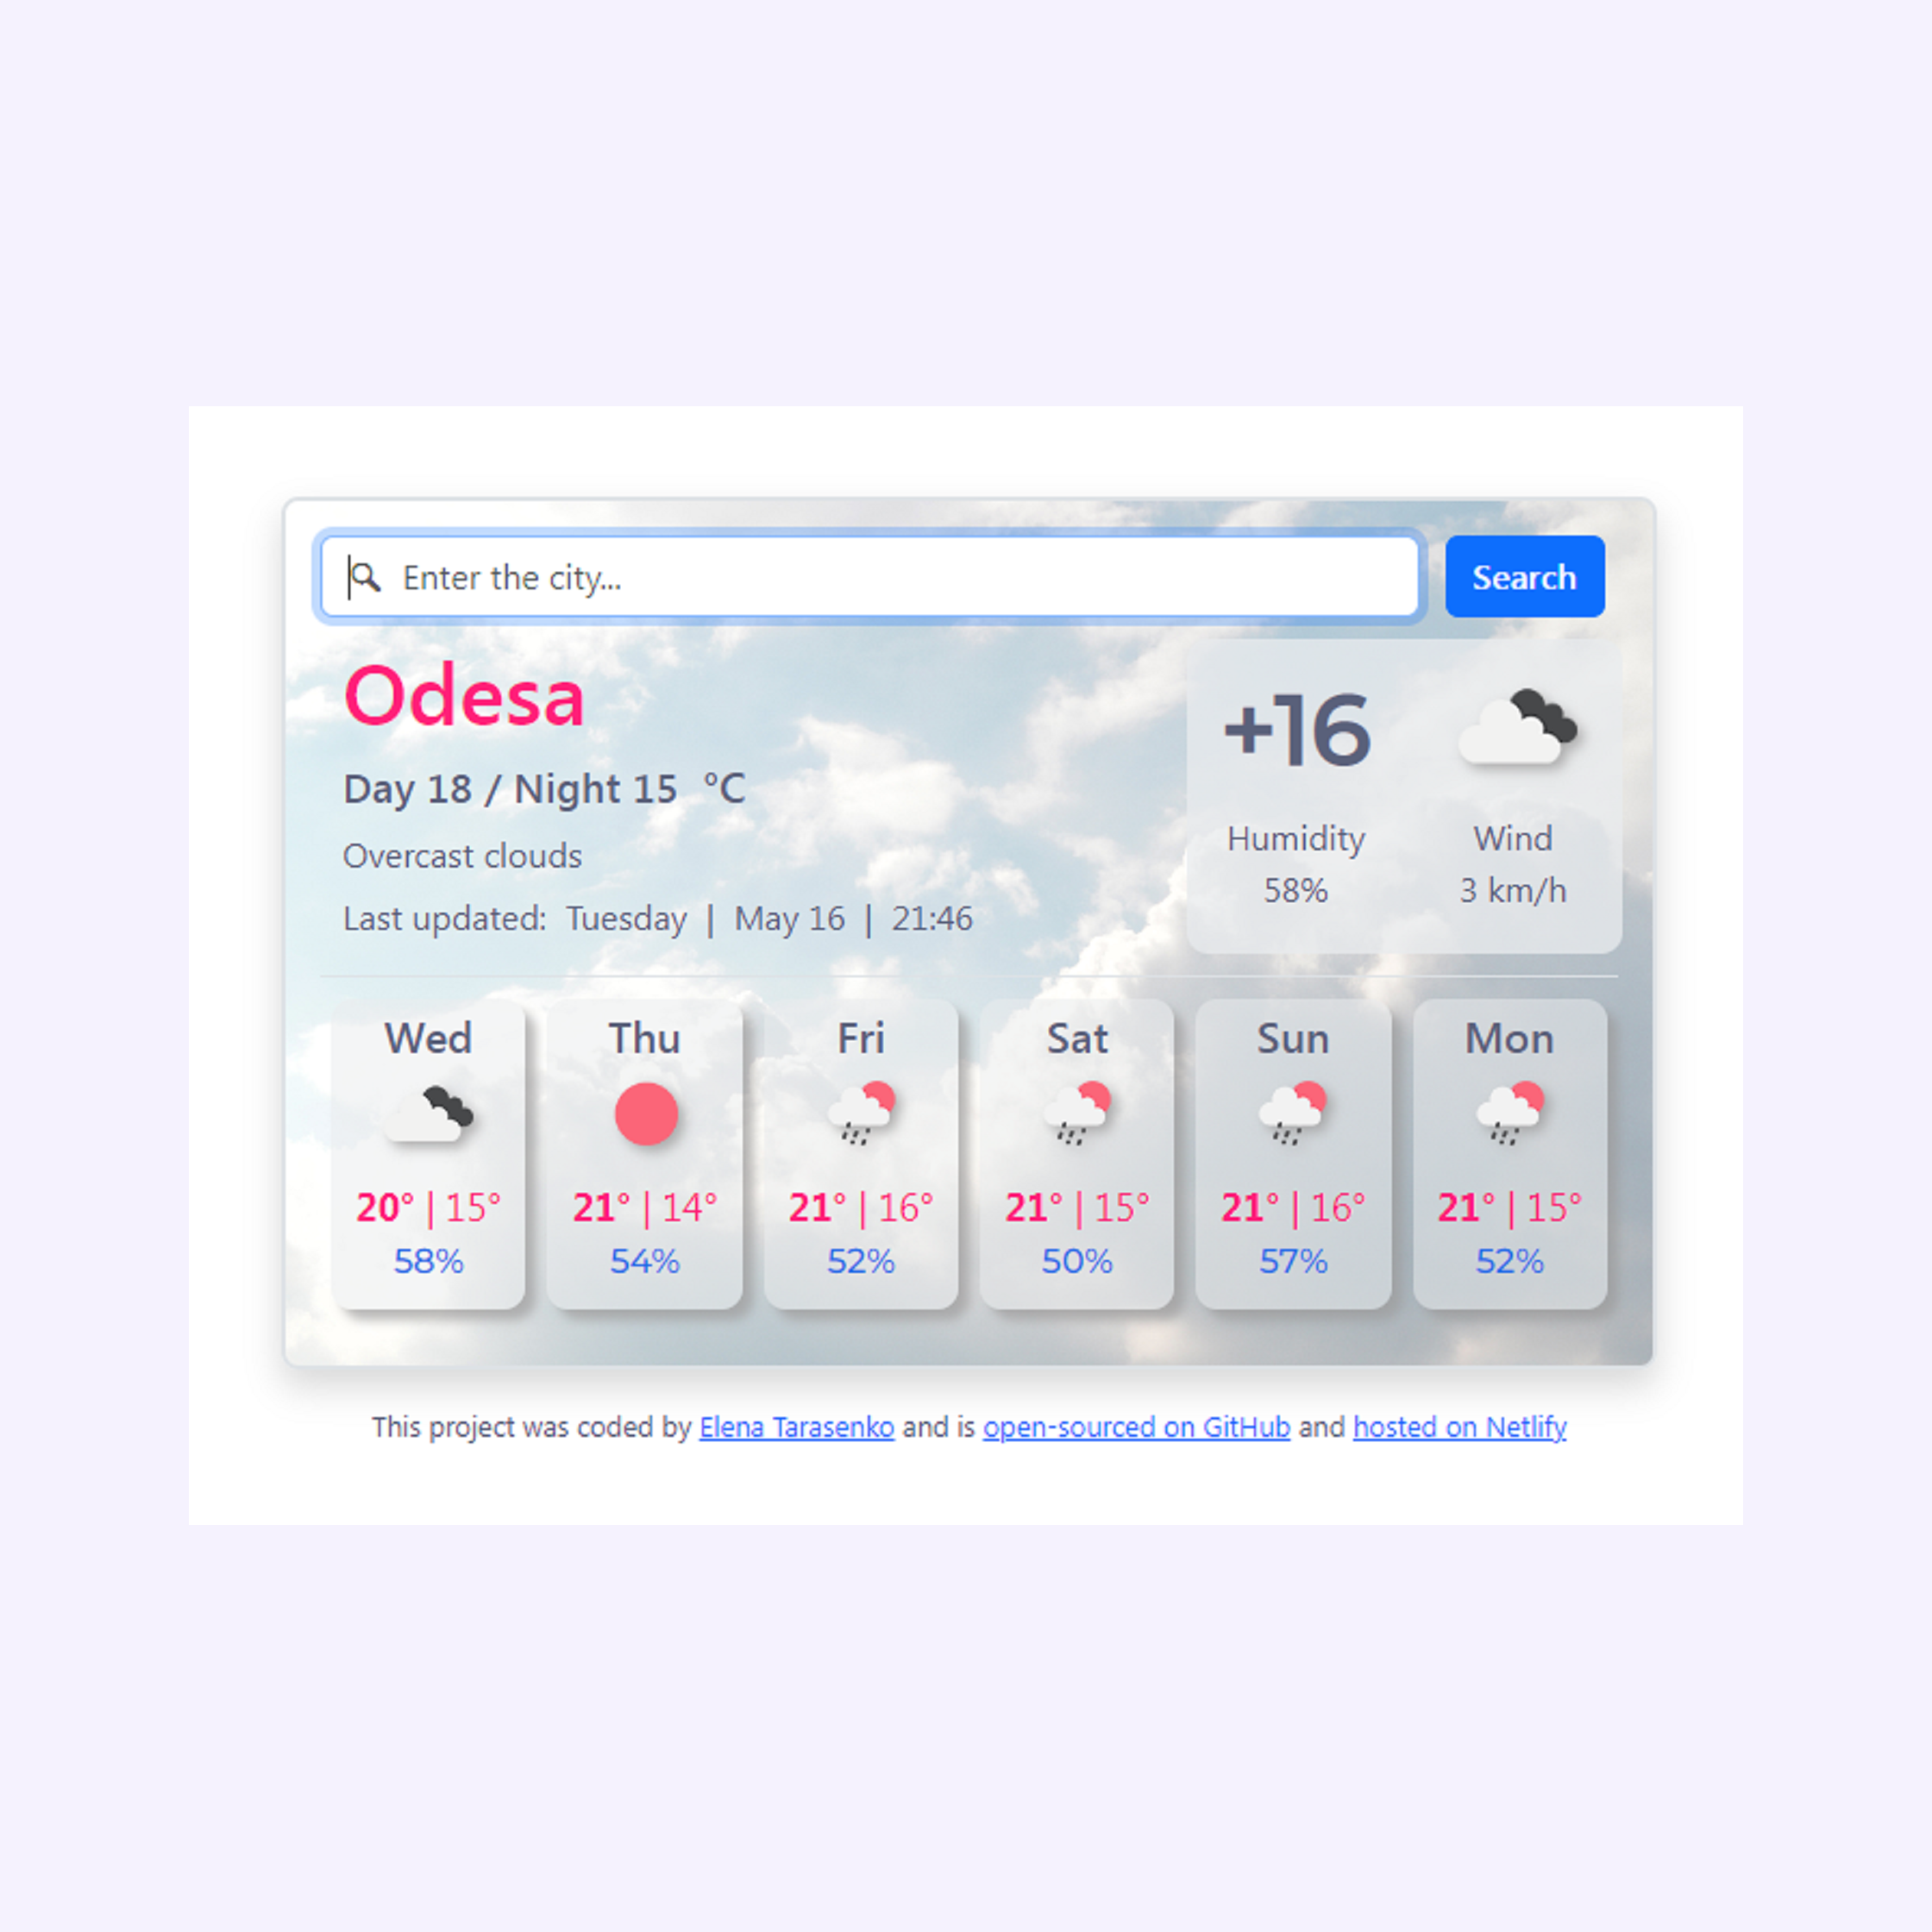 Enter the city...
Search
Odesa
Day 18 / Night 15 °C
Overcast clouds
Last updated: Tuesday | May 16 | 21:46
+16
Humidity
58%
Wind
3 km/h
Wed
20° | 15°
58%
Thu
21° | 14°
54%
Fri
21° | 16°
52%
Sat
21° | 15°
50%
Sun
21° | 16°
57%
Mon
21° | 15°
52%
This project was coded by Elena Tarasenko and is open-sourced on GitHub and hosted on Netlify